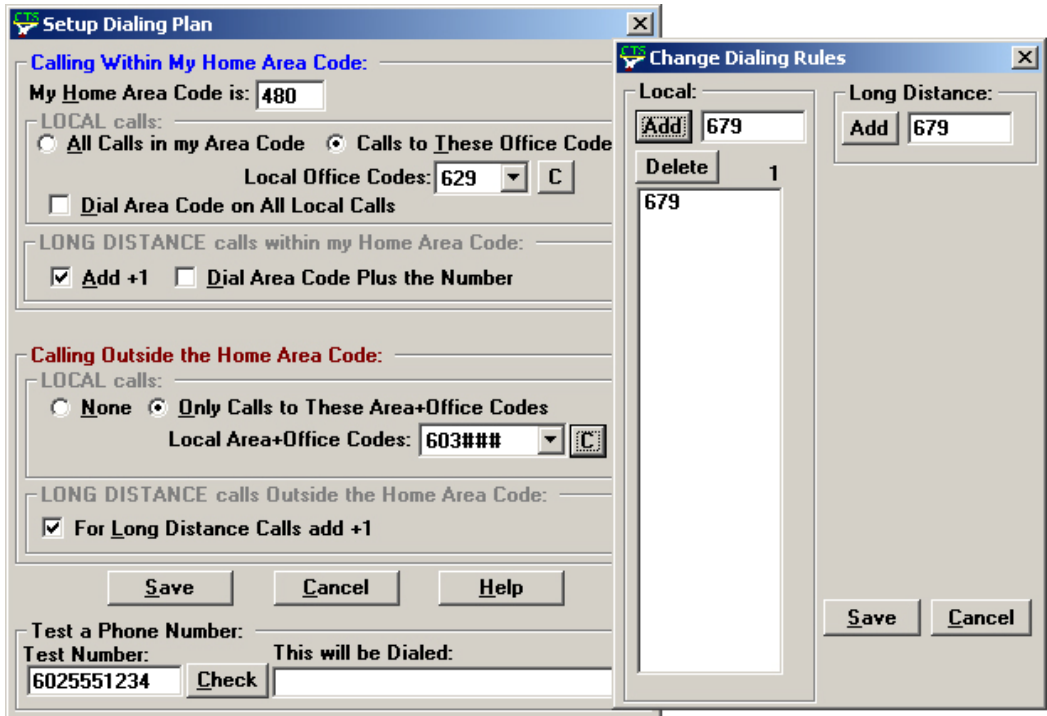 CTS Setup Dialing Plan
Calling Within My Home Area Code:
My Home Area Code is: 480
LOCAL calls:
All Calls in my Area Code Calls to These Office Code
Local Office Codes: 629 C
Dial Area Code on All Local Calls
LONG DISTANCE calls within my Home Area Code:
Add +1 Dial Area Code Plus the Number
Calling Outside the Home Area Code:
LOCAL calls:
None Only Calls to These Area+Office Codes
Local Area+Office Codes: 603### C
LONG DISTANCE calls Outside the Home Area Code:
For Long Distance Calls add +1
Save Cancel Help
Test a Phone Number:
Test Number: This will be Dialed:
6025551234 Check
CTS Change Dialing Rules
Local:
Add 679
Delete 1
679
Long Distance:
Add 679
Save Cancel